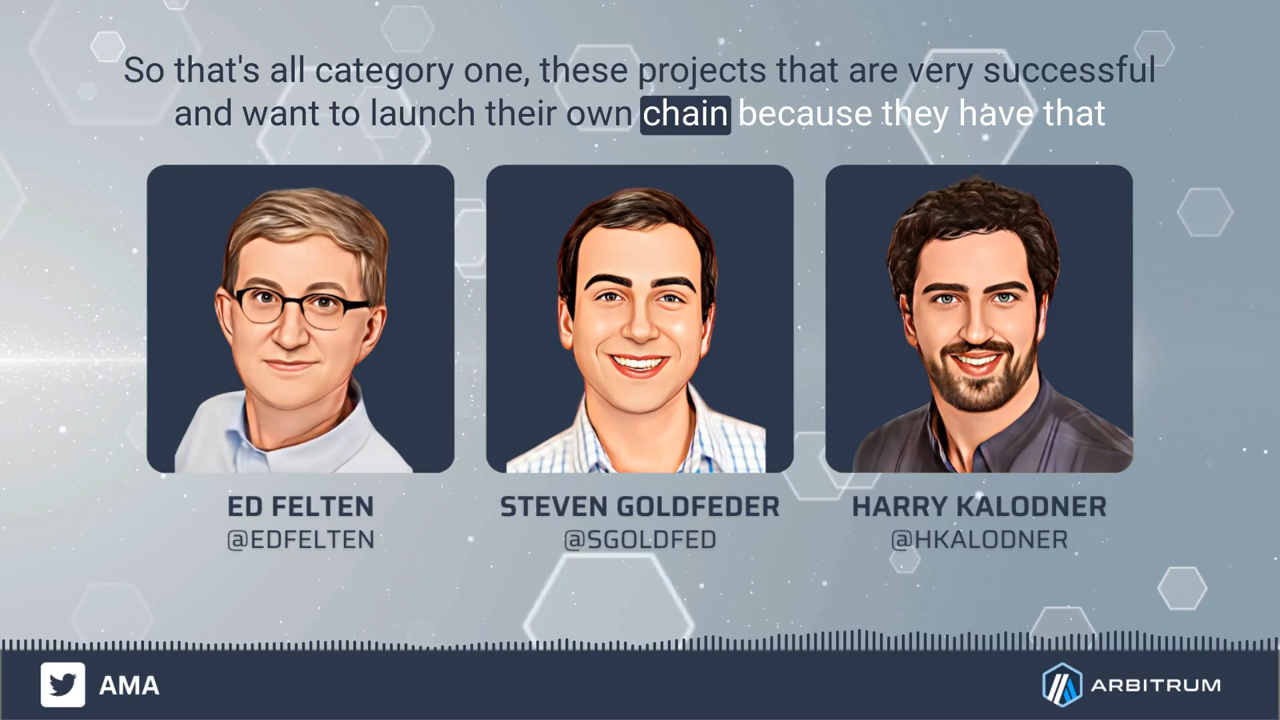 So that's all category one, these projects that are very successful
and want to launch their own chain because they have that
ED FELTEN
@EDFELTEN
STEVEN GOLDFEDER
@SGOLDFED
HARRY KALODNER
@HKALODNER
AMA
ARBITRUM